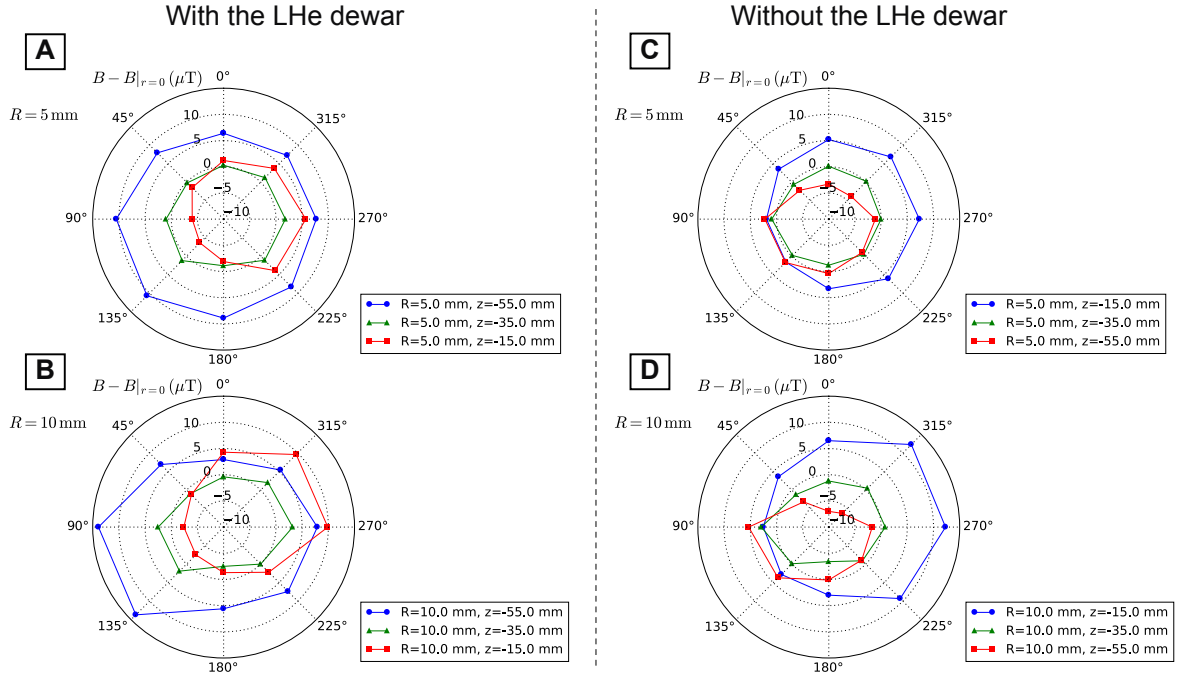 With the LHe dewar
Without the LHe dewar
A
B − B|r=0 (μT)
R = 5 mm
0°
45°
90°
135°
180°
225°
270°
315°
10
5
0
−5
−10
R=5.0 mm, z=-55.0 mm
R=5.0 mm, z=-35.0 mm
R=5.0 mm, z=-15.0 mm
B
B − B|r=0 (μT)
R = 10 mm
0°
45°
90°
135°
180°
225°
270°
315°
10
5
0
−5
−10
R=10.0 mm, z=-55.0 mm
R=10.0 mm, z=-35.0 mm
R=10.0 mm, z=-15.0 mm
C
B − B|r=0 (μT)
R = 5 mm
0°
45°
90°
135°
180°
225°
270°
315°
10
5
0
−5
−10
R=5.0 mm, z=-15.0 mm
R=5.0 mm, z=-35.0 mm
R=5.0 mm, z=-55.0 mm
D
B − B|r=0 (μT)
R = 10 mm
0°
45°
90°
135°
180°
225°
270°
315°
10
5
0
−5
−10
R=10.0 mm, z=-15.0 mm
R=10.0 mm, z=-35.0 mm
R=10.0 mm, z=-55.0 mm